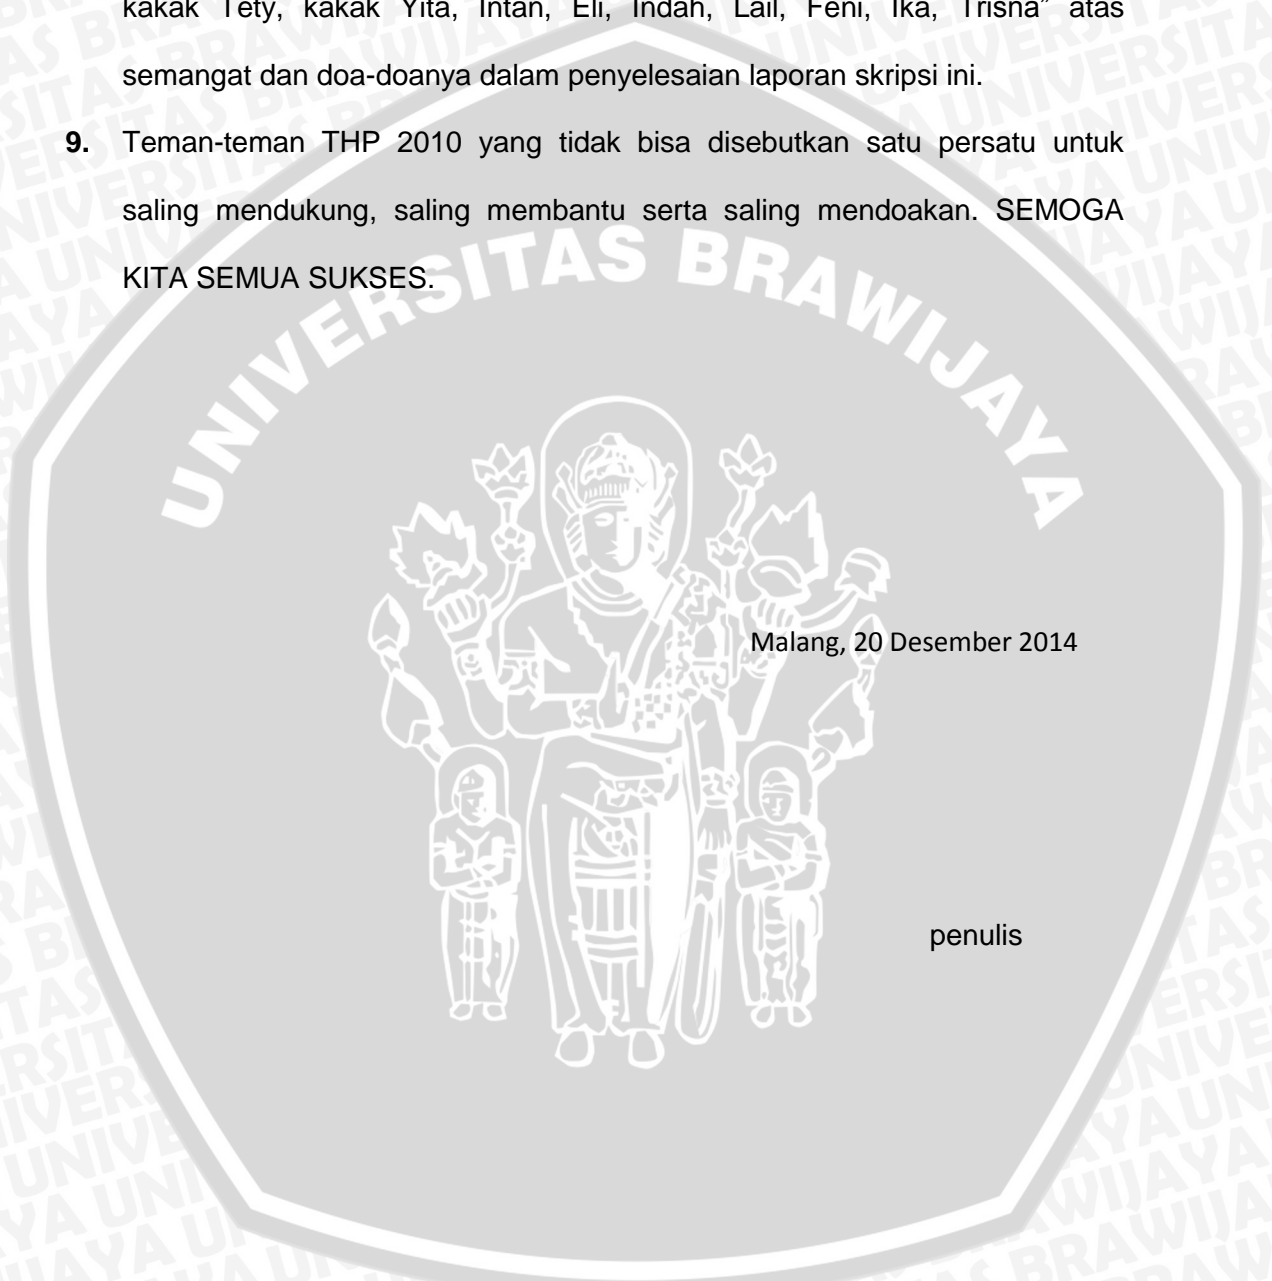 kakak Tety, kakak Yita, Intan, Eli, Indah, Lail, Feni, Ika, Trisna” atas
semangat dan doa-doanya dalam penyelesaian laporan skripsi ini.
9. Teman-teman THP 2010 yang tidak bisa disebutkan satu persatu untuk
saling mendukung, saling membantu serta saling mendoakan. SEMOGA
KITA SEMUA SUKSES.
UNIVERSITAS BRAWIJAYA
Malang, 20 Desember 2014
penulis